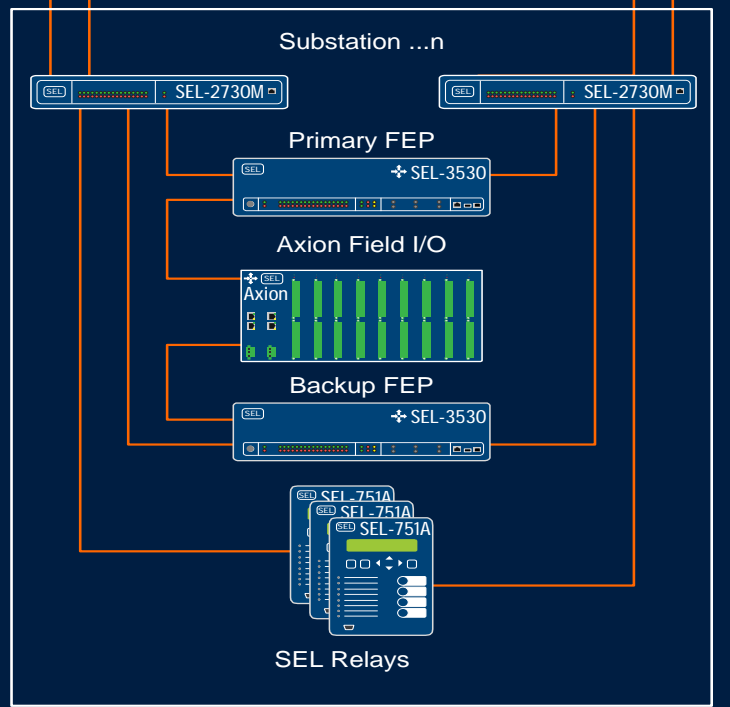 Substation ...n
SEL SEL-2730M
SEL SEL-2730M
Primary FEP
SEL SEL-3530
Axion Field I/O
SEL
Axion
Backup FEP
SEL SEL-3530
SEL SEL-751A
SEL SEL-751A
SEL SEL-751A
SEL Relays